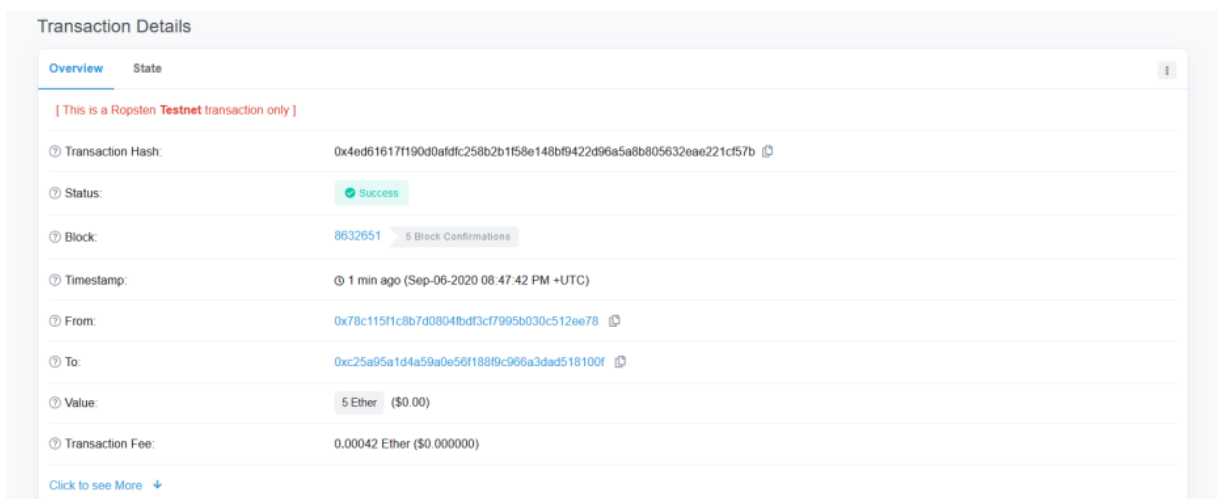 Transaction Details
Overview State
[ This is a Ropsten Testnet transaction only ]
Transaction Hash: 0x4ed61617f190d0afdfc258b2b1f58e148bf9422d96a5a8b805632eae221cf57b
Status: Success
Block: 8632651 5 Block Confirmations
Timestamp: 1 min ago (Sep-06-2020 08:47:42 PM +UTC)
From: 0x78c115f1c8b7d0804fbdf3cf7995b030c512ee78
To: 0xc25a95a1d4a59a0e56f188f9c966a3dad518100f
Value: 5 Ether ($0.00)
Transaction Fee: 0.00042 Ether ($0.000000)
Click to see More